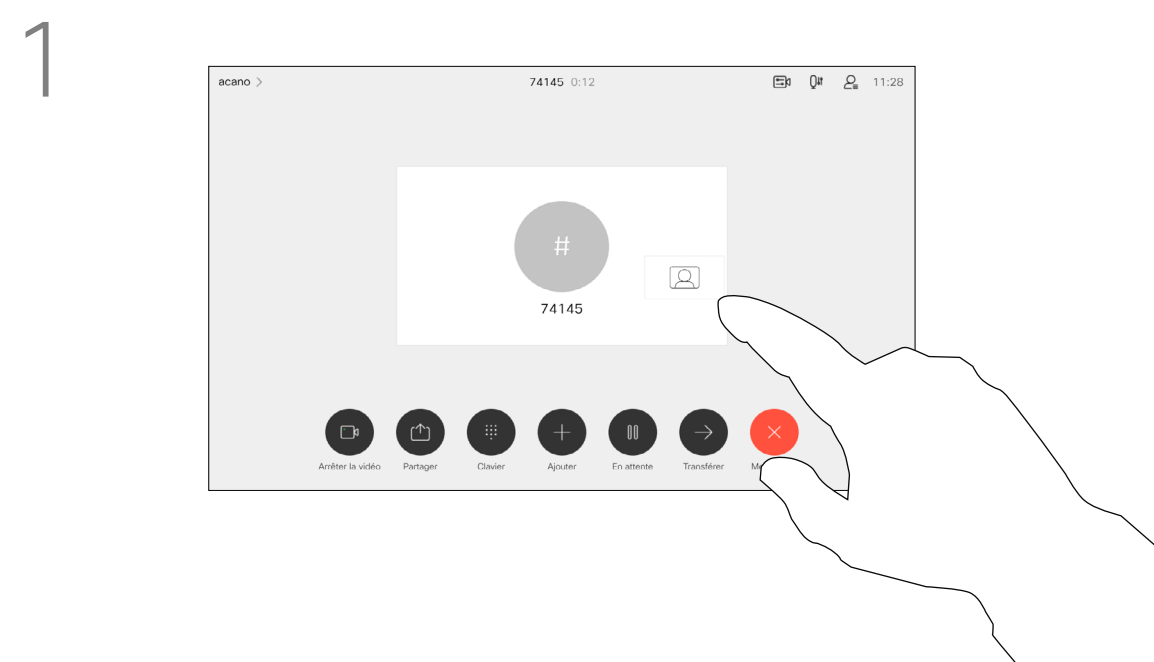 1
acano >
74145 0:12
11:28
#
74145
Arrêter la vidéo
Partager
Clavier
Ajouter
En attente
Transférer